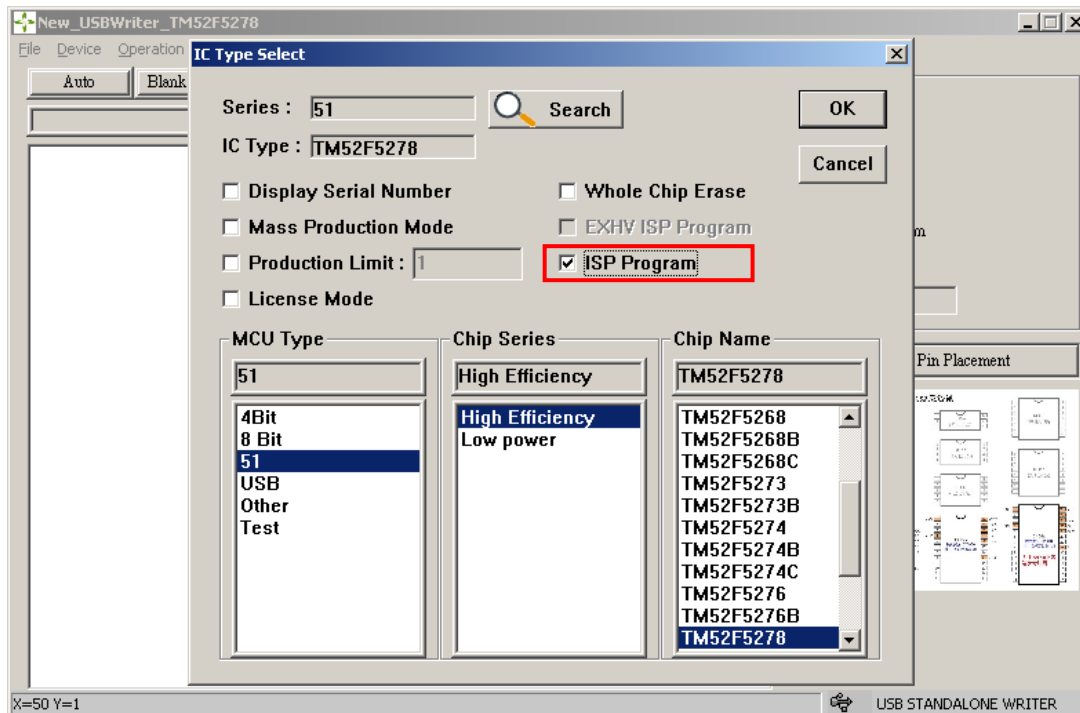 New_USBWriter_TM52F5278
File Device Operation
IC Type Select
Auto
Blank
Series :
51
Search
OK
IC Type :
TM52F5278
Cancel
Display Serial Number
Whole Chip Erase
Mass Production Mode
EXHV ISP Program
m
Production Limit :
1
ISP Program
License Mode
MCU Type
Chip Series
Chip Name
51
High Efficiency
TM52F5278
Pin Placement
4Bit
8 Bit
51
USB
Other
Test
High Efficiency
Low power
TM52F5268
TM52F5268B
TM52F5268C
TM52F5273
TM52F5273B
TM52F5274
TM52F5274B
TM52F5274C
TM52F5276
TM52F5276B
TM52F5278
X=50 Y=1
USB STANDALONE WRITER